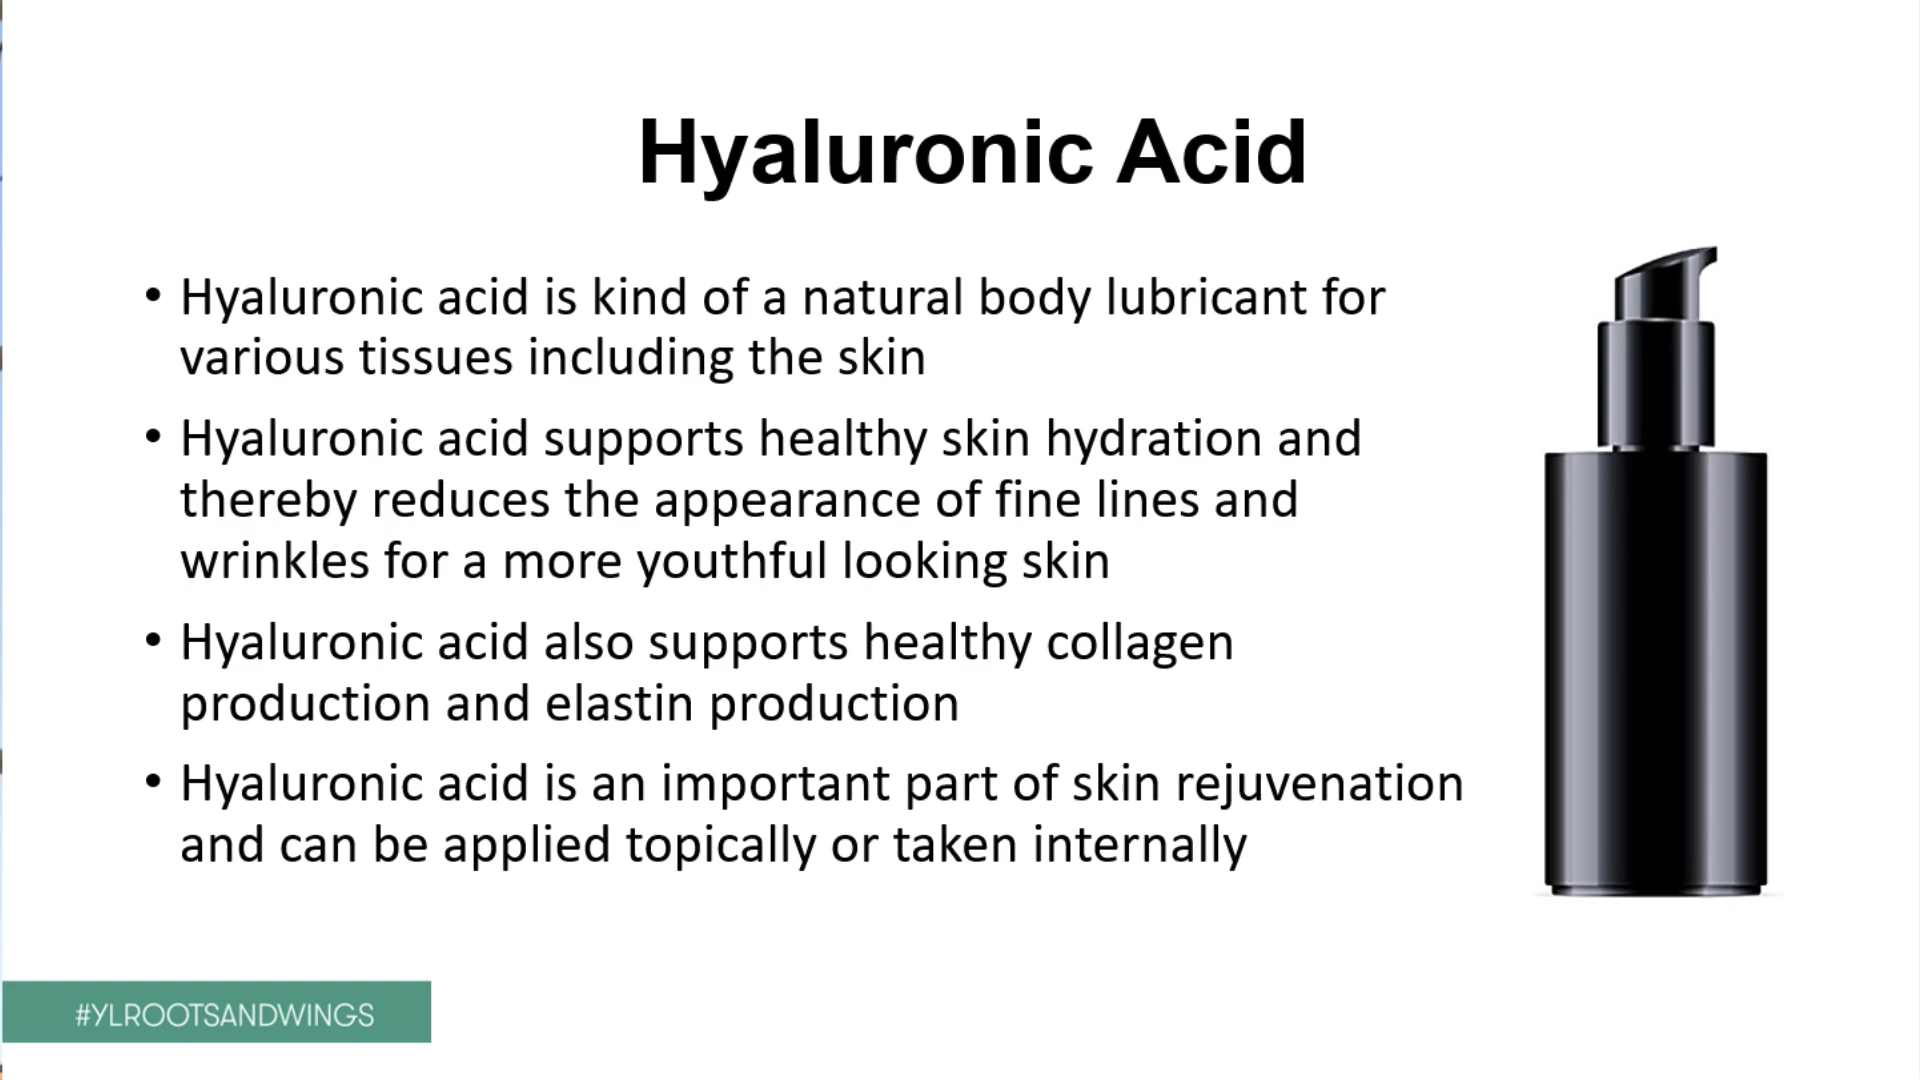 Hyaluronic Acid
• Hyaluronic acid is kind of a natural body lubricant for
various tissues including the skin
• Hyaluronic acid supports healthy skin hydration and
thereby reduces the appearance of fine lines and
wrinkles for a more youthful looking skin
• Hyaluronic acid also supports healthy collagen
production and elastin production
• Hyaluronic acid is an important part of skin rejuvenation
and can be applied topically or taken internally
#YLROOTSANDWINGS